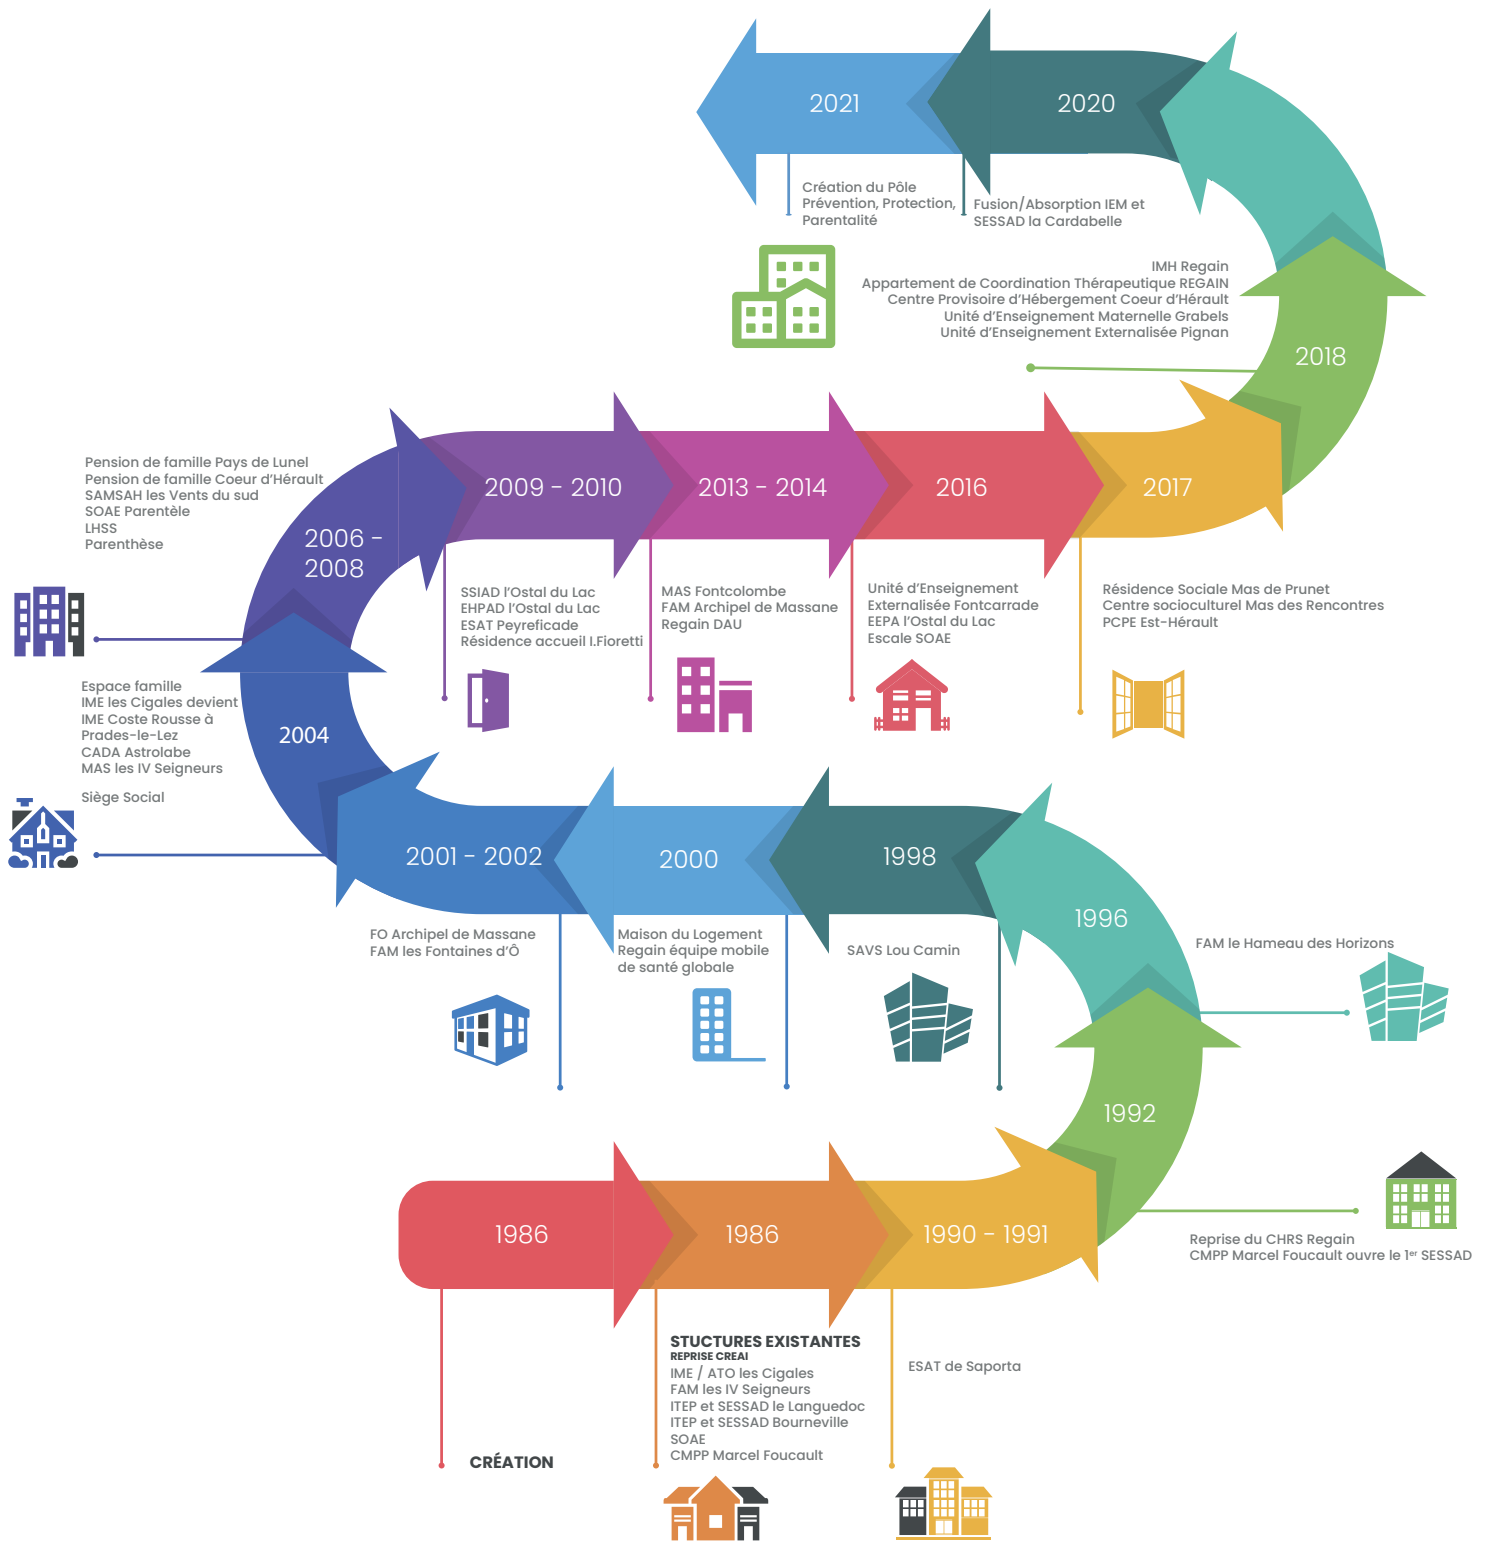 2021
2020
Création du Pôle
Prévention, Protection,
Parentalité
Fusion/Absorption IEM et
SESSAD la Cardabelle
IMH Regain
Appartement de Coordination Thérapeutique REGAIN
Centre Provisoire d'Hébergement Coeur d'Hérault
Unité d'Enseignement Maternelle Grabels
Unité d'Enseignement Externalisée Pignan
2018
Pension de famille Pays de Lunel
Pension de famille Coeur d'Hérault
SAMSAH les Vents du sud
SOAE Parentèle
LHSS
Parenthèse
2006 -
2008
2009 - 2010
2013 - 2014
2016
2017
SSIAD l'Ostal du Lac
EHPAD l'Ostal du Lac
ESAT Peyreficade
Résidence accueil I.Fioretti
MAS Fontcolombe
FAM Archipel de Massane
Regain DAU
Unité d'Enseignement
Externalisée Fontcarrade
EEPA l'Ostal du Lac
Escale SOAE
Résidence Sociale Mas de Prunet
Centre socioculturel Mas des Rencontres
PCPE Est-Hérault
Espace famille
IME les Cigales devient
IME Coste Rousse à
Prades-le-Lez
CADA Astrolabe
MAS les IV Seigneurs
Siège Social
2004
2001 - 2002
2000
1998
1996
FO Archipel de Massane
FAM les Fontaines d'Ô
Maison du Logement
Regain équipe mobile
de santé globale
SAVS Lou Camin
FAM le Hameau des Horizons
1992
Reprise du CHRS Regain
CMPP Marcel Foucault ouvre le 1er SESSAD
1986
1986
1990 - 1991
CRÉATION
STUCTURES EXISTANTES
REPRISE CREAI
IME / ATO les Cigales
FAM les IV Seigneurs
ITEP et SESSAD le Languedoc
ITEP et SESSAD Bourneville
SOAE
CMPP Marcel Foucault
ESAT de Saporta